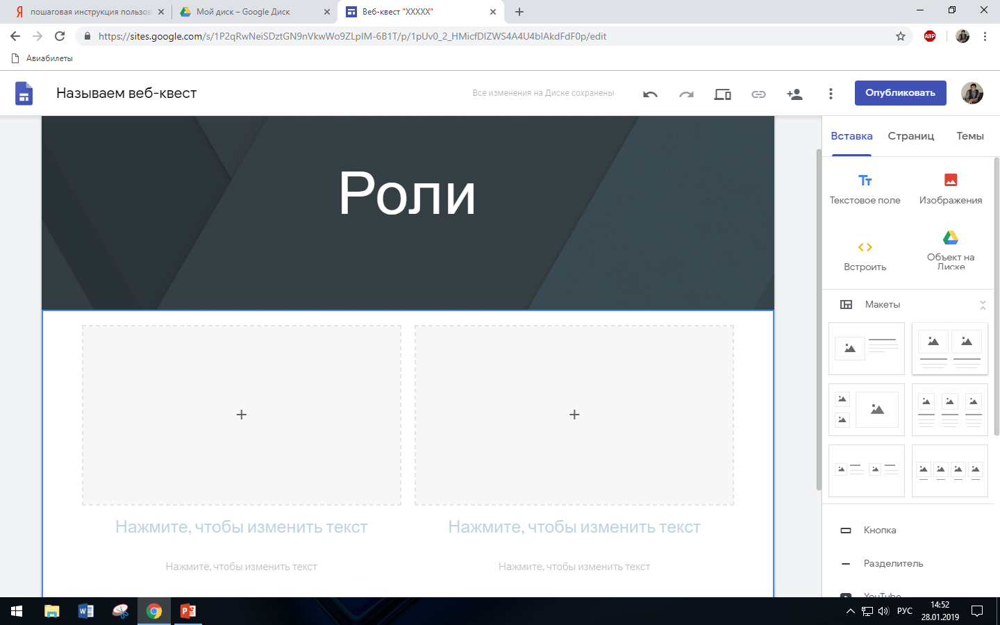 пошаговая инструкция пользов
Мой диск – Google Диск
Веб-квест "XXXXX"
https://sites.google.com/s/1P2qRwNeiSDztGN9nVkwWo9ZLpIM-6B1T/p/1pUv0_2_HMicfDlZWS4A4U4blAkdFdF0p/edit
ABP
Авиабилеты
Называем веб-квест
Все изменения на Диске сохранены
Опубликовать
Вставка
Страниц
Темы
Роли
Текстовое поле
Изображения
Встроить
Объект на
Диске
Макеты
Нажмите, чтобы изменить текст
Нажмите, чтобы изменить текст
Нажмите, чтобы изменить текст
Нажмите, чтобы изменить текст
Кнопка
Разделитель
YouTube
РУС
14:52
28.01.2019